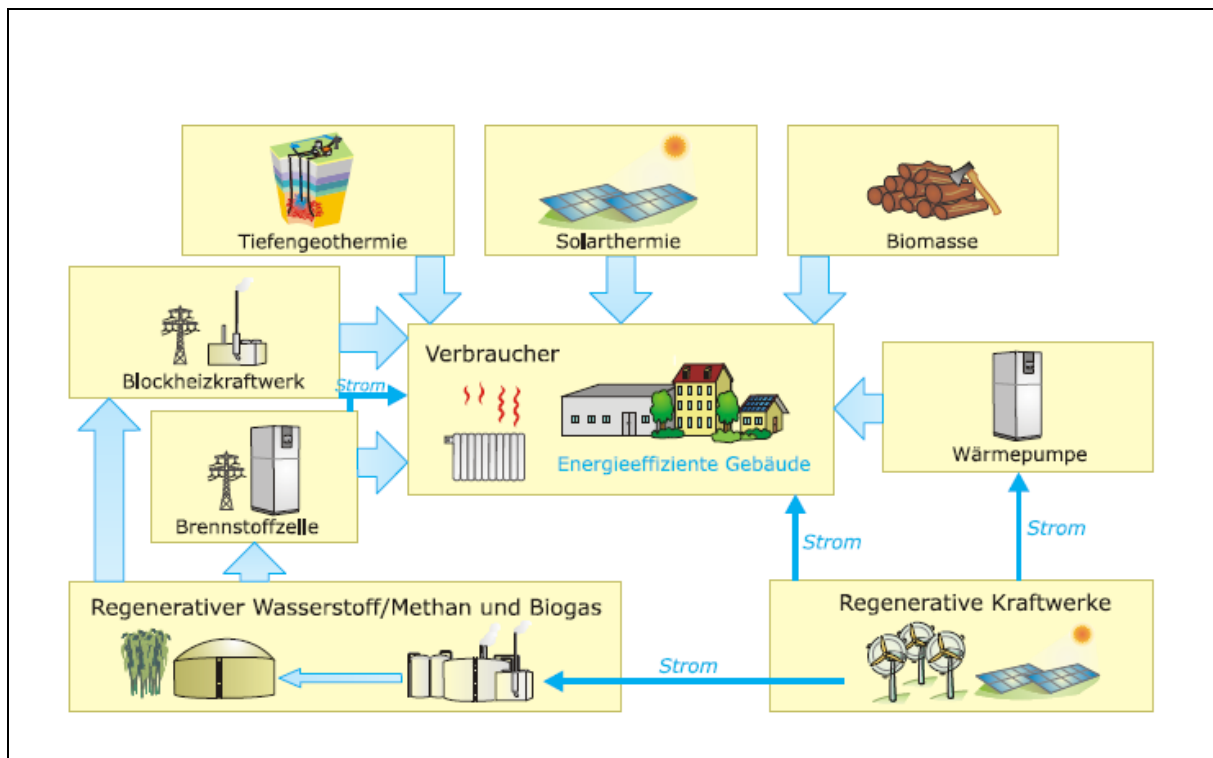 Tiefengeothermie
Solarthermie
Biomasse
Blockheizkraftwerk
Strom
Verbraucher
Energieeffiziente Gebäude
Wärmepumpe
Brennstoffzelle
Strom
Strom
Regenerativer Wasserstoff/Methan und Biogas
Strom
Regenerative Kraftwerke